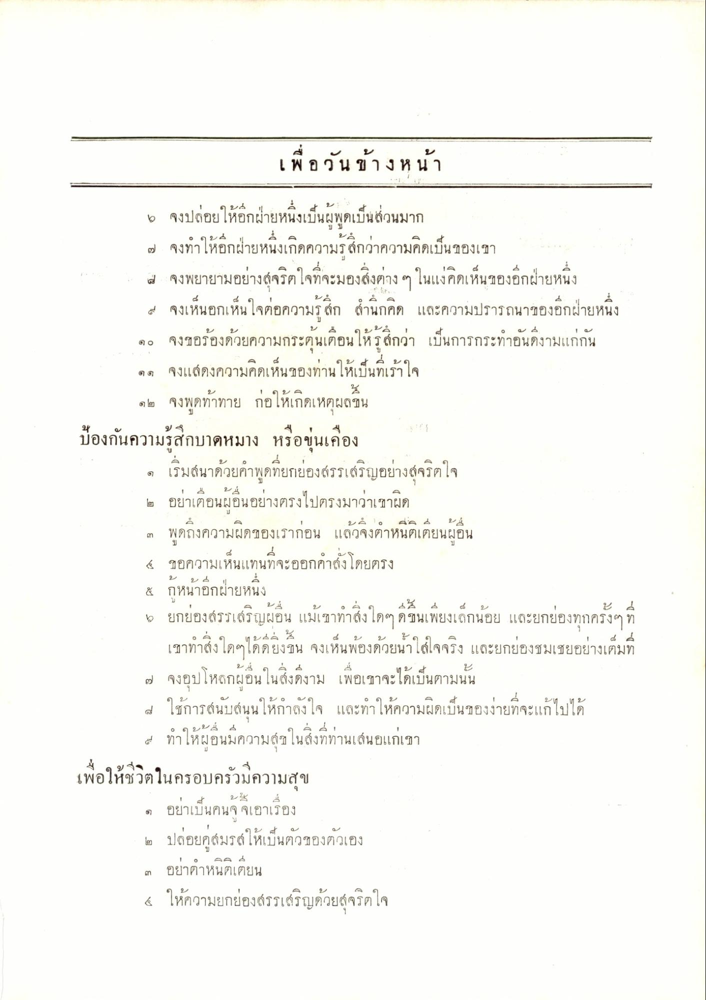 เพื่อวันข้างหน้า
๖ จงปล่อยให้อีกฝ่ายหนึ่งเป็นผู้พูดเป็นส่วนมาก
๗ จงทำให้อีกฝ่ายหนึ่งเกิดความรู้สึกว่าความคิดเป็นของเขา
๘ จงพยายามอย่างสุจริตใจที่จะมองสิ่งต่าง ๆ ในแง่คิดเห็นของอีกฝ่ายหนึ่ง
๙ จงเห็นอกเห็นใจต่อความรู้สึก สำนึกคิด และความปรารถนาของอีกฝ่ายหนึ่ง
๑๐ จงขอร้องด้วยความกระตุ้นเตือนให้รู้สึกว่า เป็นการกระทำอันดีงามแก่กัน
๑๑ จงแสดงความคิดเห็นของท่านให้เป็นที่เร้าใจ
๑๒ จงพูดท้าทาย ก่อให้เกิดเหตุผลขึ้น
ป้องกันความรู้สึกบาดหมาง หรือขุ่นเคือง
๑ เริ่มสนาด้วยคำพูดที่ยกย่องสรรเสริญอย่างสุจริตใจ
๒ อย่าเตือนผู้อื่นอย่างตรงไปตรงมาว่าเขาผิด
๓ พูดถึงความผิดของเราก่อน แล้วจึงตำหนิติเตียนผู้อื่น
๔ ขอความเห็นแทนที่จะออกคำสั่งโดยตรง
๕ กู้หน้าอีกฝ่ายหนึ่ง
๖ ยกย่องสรรเสริญผู้อื่น แม้เขาทำสิ่งใดๆ ดีขึ้นเพียงเล็กน้อย และยกย่องทุกครั้งๆ ที่
เขาทำสิ่งใดๆได้ดียิ่งขึ้น จงเห็นพ้องด้วยน้ำใสใจจริง และยกย่องชมเชยอย่างเต็มที่
๗ จงอุปโหลกผู้อื่นในสิ่งดีงาม เพื่อเขาจะได้เป็นตามนั้น
๘ ใช้การสนับสนุนให้กำลังใจ และทำให้ความผิดเป็นของง่ายที่จะแก้ไปได้
๙ ทำให้ผู้อื่นมีความสุขในสิ่งที่ท่านเสนอแก่เขา
เพื่อให้ชีวิตในครอบครัวมีความสุข
๑ อย่าเป็นคนจู้จี้เอาเรื่อง
๒ ปล่อยคู่สมรสให้เป็นตัวของตัวเอง
๓ อย่าตำหนิติเตียน
๔ ให้ความยกย่องสรรเสริญด้วยสุจริตใจ